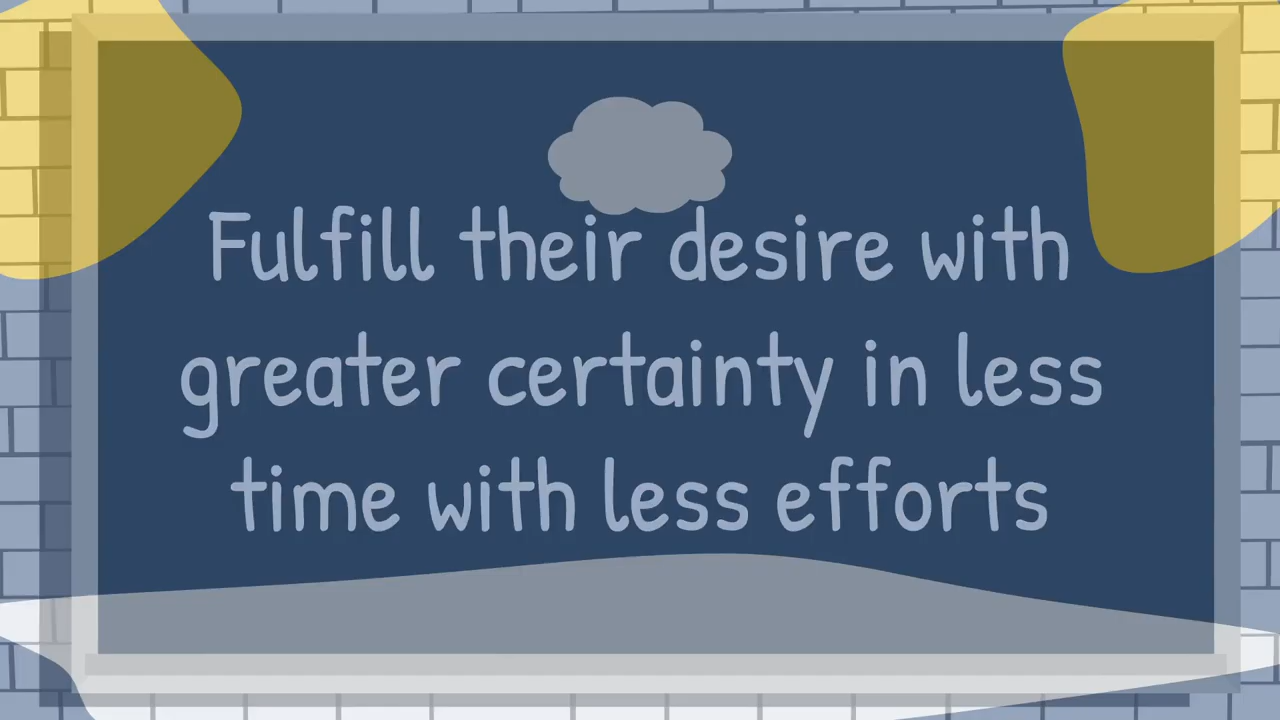 Fulfill their desire with
greater certainty in less
time with less efforts